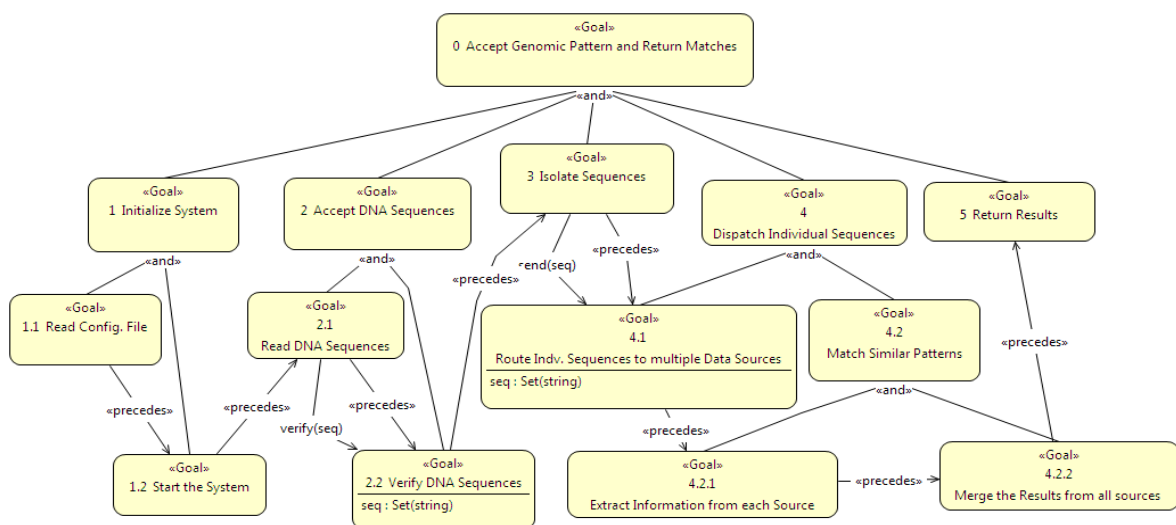 «Goal»
0 Accept Genomic Pattern and Return Matches
«and»
«Goal»
1 Initialize System
«Goal»
2 Accept DNA Sequences
«Goal»
3 Isolate Sequences
«Goal»
4
Dispatch Individual Sequences
«Goal»
5 Return Results
«and»
«and»
«precedes»
send(seq)
«precedes»
«and»
«Goal»
1.1 Read Config. File
«Goal»
2.1
Read DNA Sequences
«Goal»
4.1
Route Indv. Sequences to multiple Data Sources
seq : Set(string)
«Goal»
4.2
Match Similar Patterns
«precedes»
«precedes»
«precedes»
verify(seq)
«precedes»
«precedes»
«and»
«Goal»
1.2 Start the System
«Goal»
2.2 Verify DNA Sequences
seq : Set(string)
«Goal»
4.2.1
Extract Information from each Source
«precedes»
«Goal»
4.2.2
Merge the Results from all sources